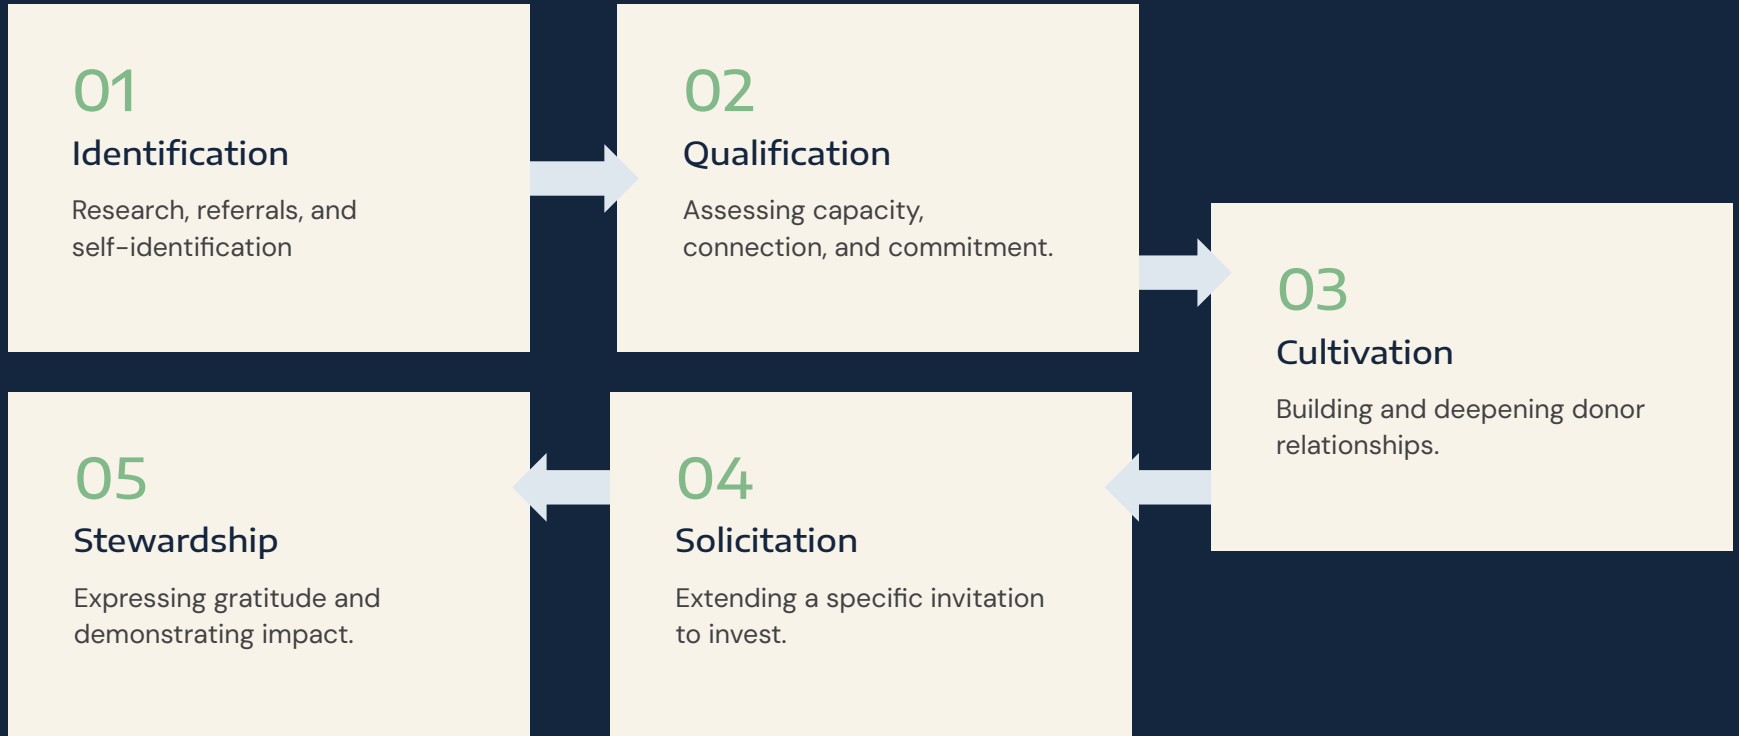 01
Identification
Research, referrals, and
self-identification
02
Qualification
Assessing capacity,
connection, and commitment.
03
Cultivation
Building and deepening donor
relationships.
04
Solicitation
Extending a specific invitation
to invest.
05
Stewardship
Expressing gratitude and
demonstrating impact.